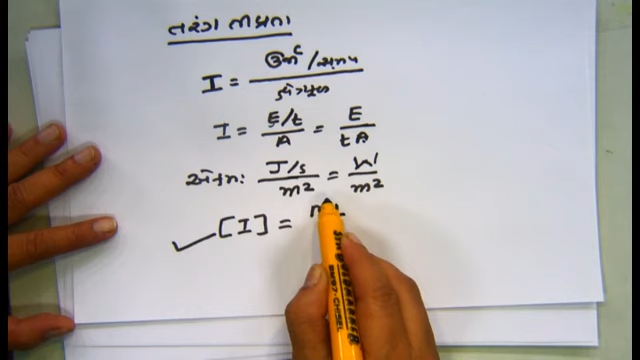 તરંગ તીવ્રતા
I = ઊર્જા / સમય / ક્ષેત્રફળ
I = E/t / A = E / tA
એકમ: J/s / m² = W / m²
✓ [I] =